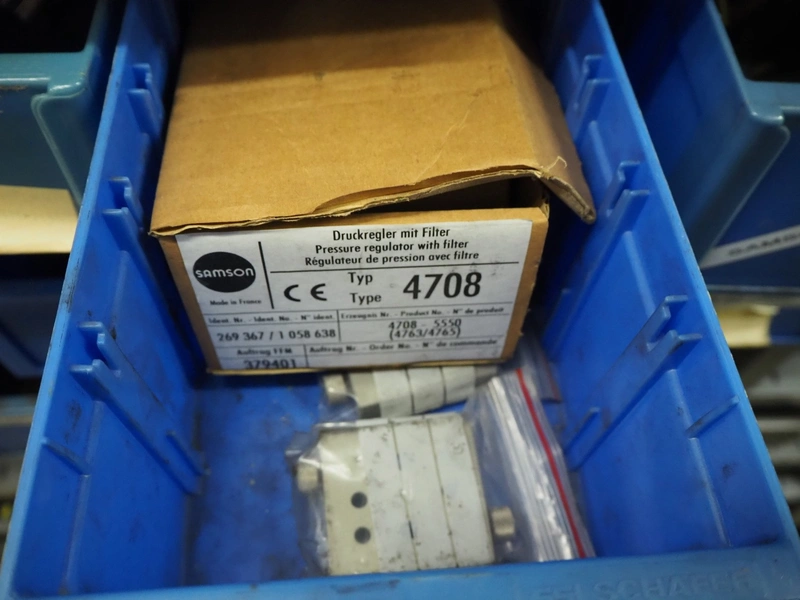 Druckregler mit Filter
Pressure regulator with filter
Régulateur de pression avec filtre
SAMSON
Made in France
CE
Typ
Type 4708
Ident. Nr. - Ident. No. - N° ident.
269 367 / 1 058 638
Erzeugnis Nr. - Product No. - N° de produit
4708 - 5550
(4763/4765)
Auftrag FFM
379401
Auftrag Nr. - Order No. - N° de commande